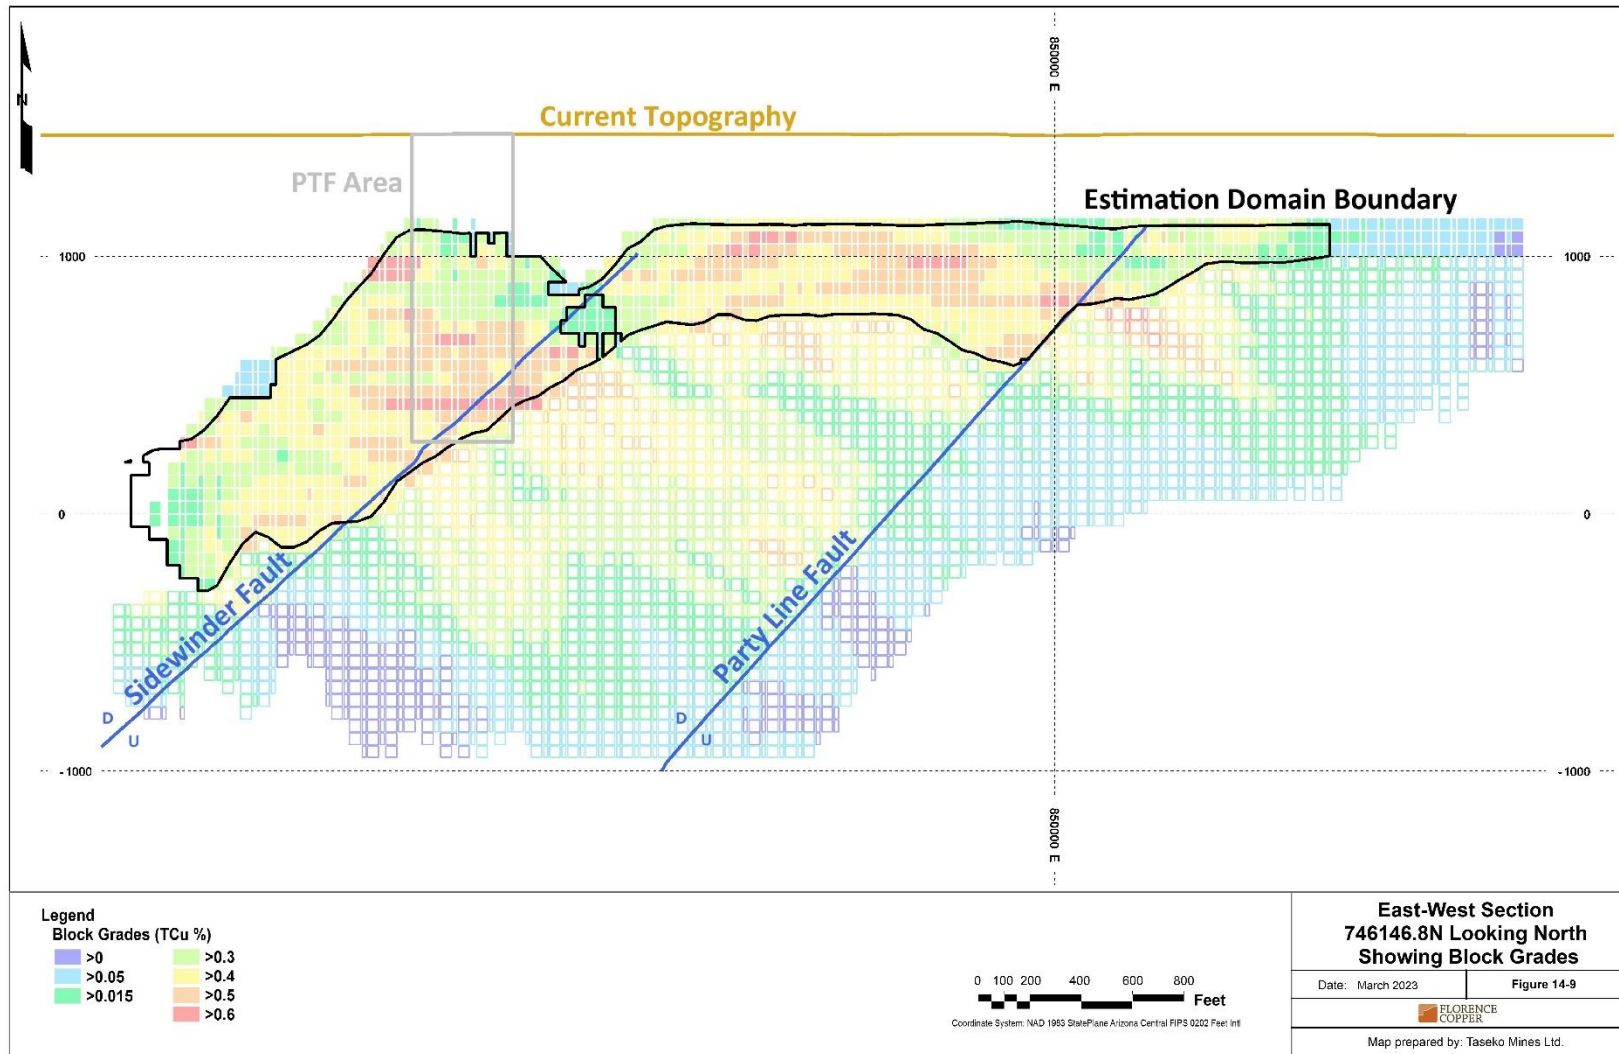 N
850000 E
Current Topography
PTF Area
Estimation Domain Boundary
1000
1000
0
0
Sidewinder Fault
Party Line Fault
D
U
D
U
-1000
-1000
850000 E
Legend
Block Grades (TCu %)
>0
>0.05
>0.015
>0.3
>0.4
>0.5
>0.6
0 100 200 400 600 800
Feet
Coordinate System: NAD 1983 StatePlane Arizona Central FIPS 0202 Feet Intl
East-West Section
746146.8N Looking North
Showing Block Grades
Date: March 2023
Figure 14-9
FLORENCE
COPPER
Map prepared by: Taseko Mines Ltd.